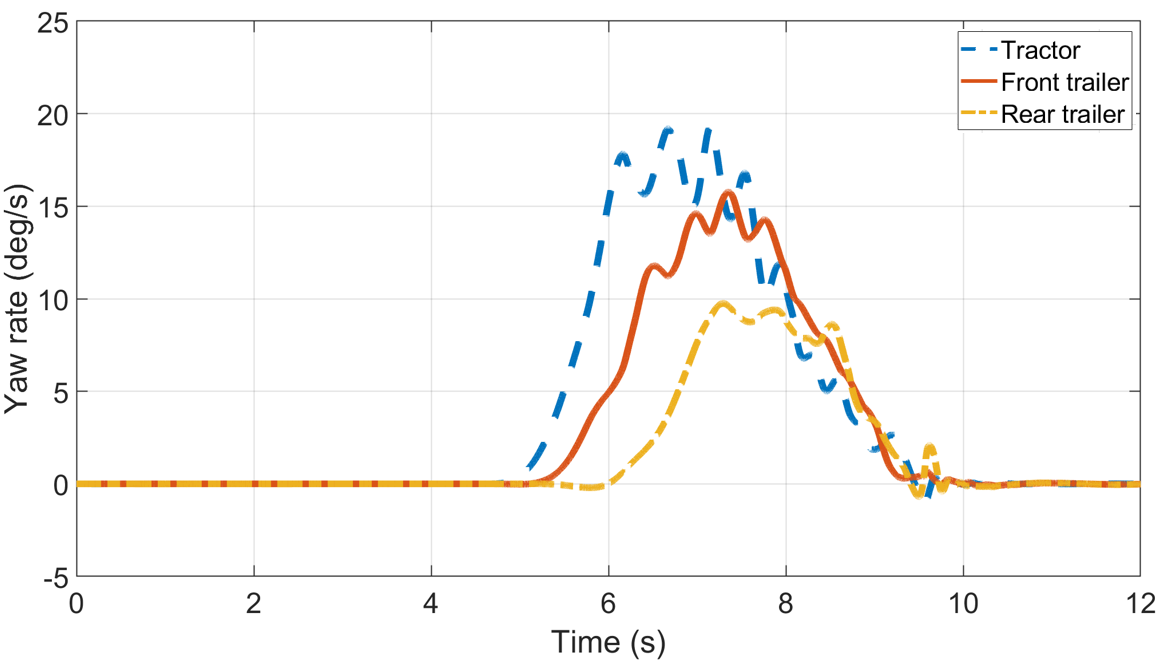 25
20
15
10
5
0
-5
Yaw rate (deg/s)
Tractor
Front trailer
Rear trailer
0 2 4 6 8 10 12
Time (s)